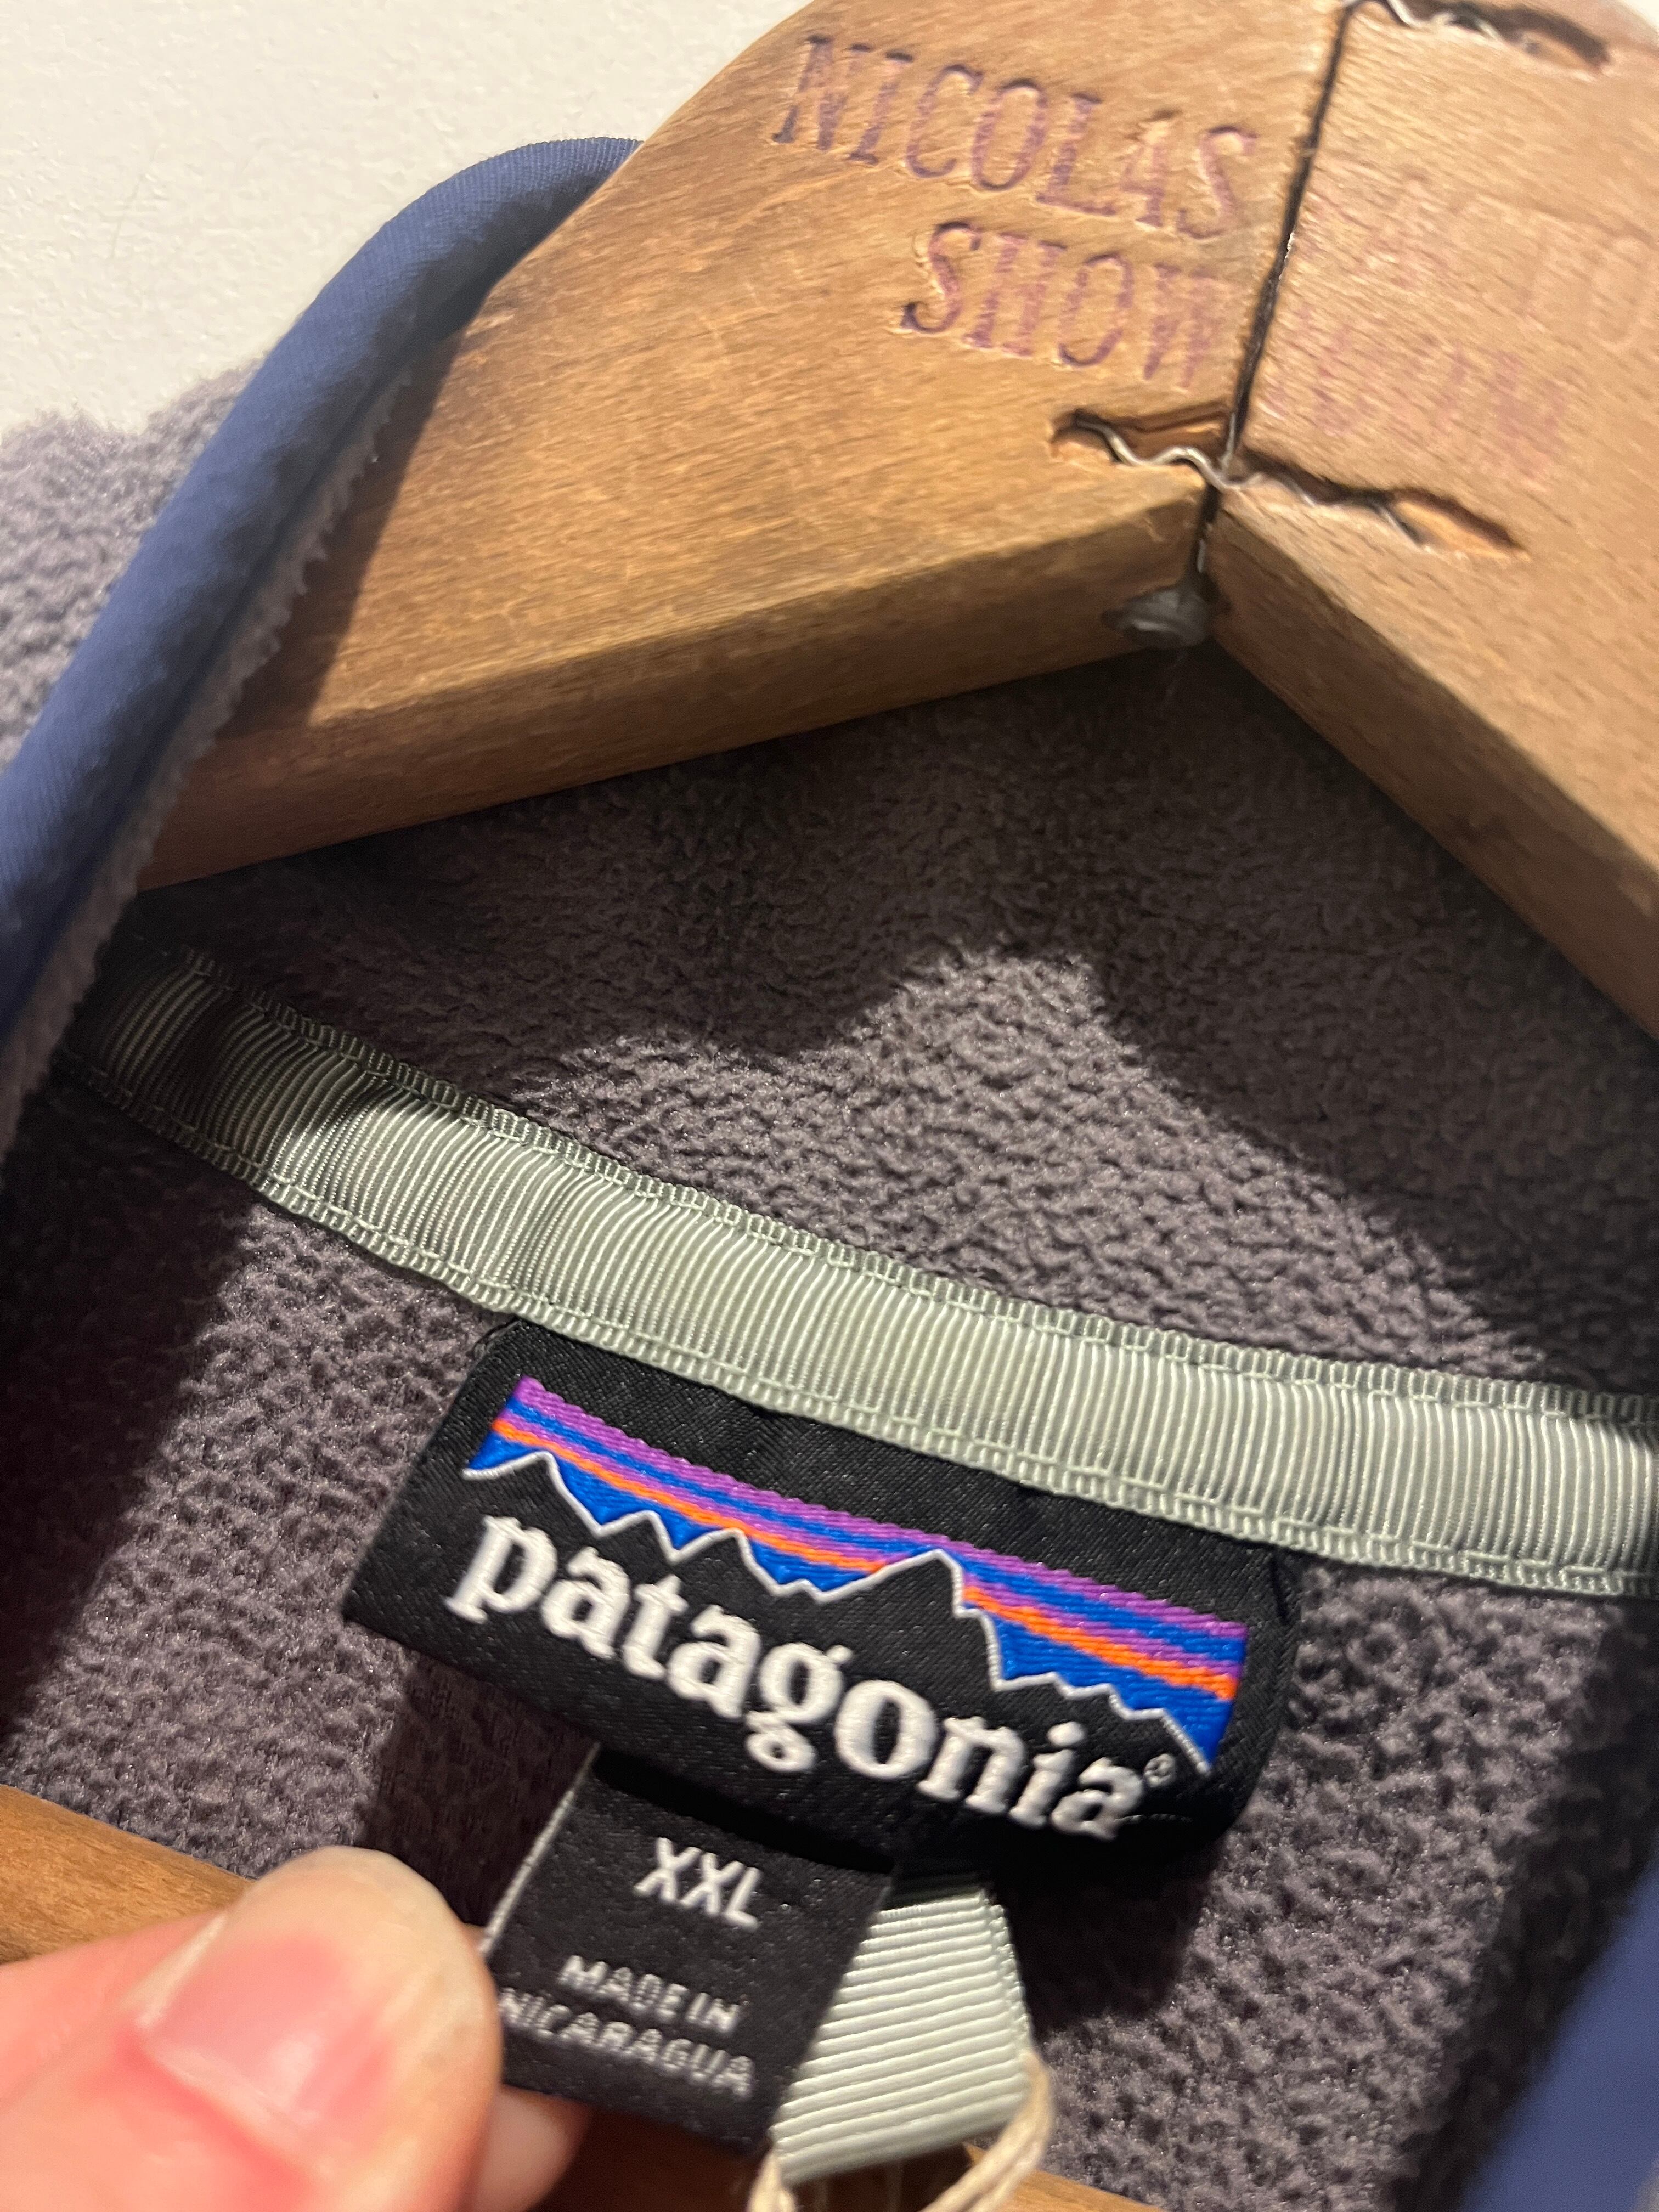 NICOLAS
SHOW
patagonia®
XXL
MADE IN
NICARAGUA